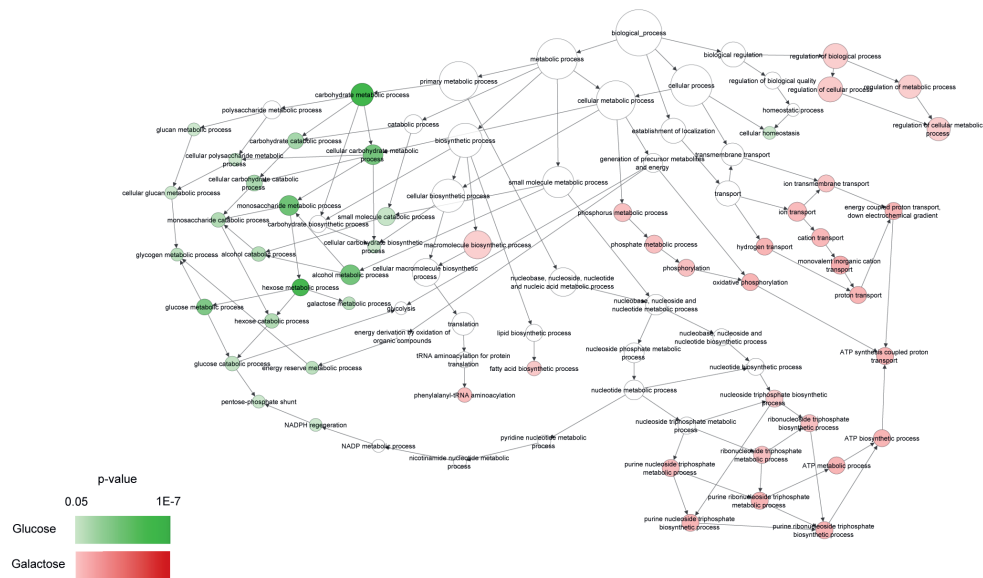 biological_process
biological regulation
regulation of biological process
metabolic process
primary metabolic process
cellular process
regulation of biological quality
regulation of cellular process
regulation of metabolic process
carbohydrate metabolic process
cellular metabolic process
homeostatic process
polysaccharide metabolic process
catabolic process
glucan metabolic process
carbohydrate catabolic process
biosynthetic process
establishment of localization
cellular homeostasis
regulation of cellular metabolic
process
cellular polysaccharide metabolic
process
cellular carbohydrate metabolic
process
generation of precursor metabolites
and energy
transmembrane transport
cellular carbohydrate catabolic
process
small molecule metabolic process
ion transmembrane transport
cellular glucan metabolic process
cellular biosynthetic process
transport
monosaccharide metabolic process
energy coupled proton transport,
down electrochemical gradient
monosaccharide catabolic process
small molecule catabolic process
phosphorus metabolic process
ion transport
carbohydrate biosynthetic process
cation transport
cellular carbohydrate biosynthetic
process
macromolecule biosynthetic process
phosphate metabolic process
hydrogen transport
glycogen metabolic process
alcohol catabolic process
monovalent inorganic cation
transport
alcohol metabolic process
cellular macromolecule biosynthetic
process
phosphorylation
nucleobase, nucleoside, nucleotide
and nucleic acid metabolic process
oxidative phosphorylation
hexose metabolic process
proton transport
glucose metabolic process
galactose metabolic process
glycolysis
nucleobase, nucleoside and
nucleotide metabolic process
hexose catabolic process
translation
energy derivation by oxidation of
organic compounds
lipid biosynthetic process
nucleobase, nucleoside and
nucleotide biosynthetic process
nucleoside phosphate metabolic
process
ATP synthesis coupled proton
transport
tRNA aminoacylation for protein
translation
glucose catabolic process
energy reserve metabolic process
fatty acid biosynthetic process
nucleotide biosynthetic process
nucleotide metabolic process
phenylalanyl-tRNA aminoacylation
nucleoside triphosphate biosynthetic
process
pentose-phosphate shunt
NADPH regeneration
nucleoside triphosphate metabolic
process
ribonucleoside triphosphate
biosynthetic process
NADP metabolic process
pyridine nucleotide metabolic
process
ATP biosynthetic process
nicotinamide nucleotide metabolic
process
purine nucleoside triphosphate
metabolic process
ribonucleoside triphosphate
metabolic process
ATP metabolic process
purine ribonucleoside triphosphate
metabolic process
purine nucleoside triphosphate
biosynthetic process
purine ribonucleoside triphosphate
biosynthetic process
p-value
0.05 1E-7
Glucose
Galactose